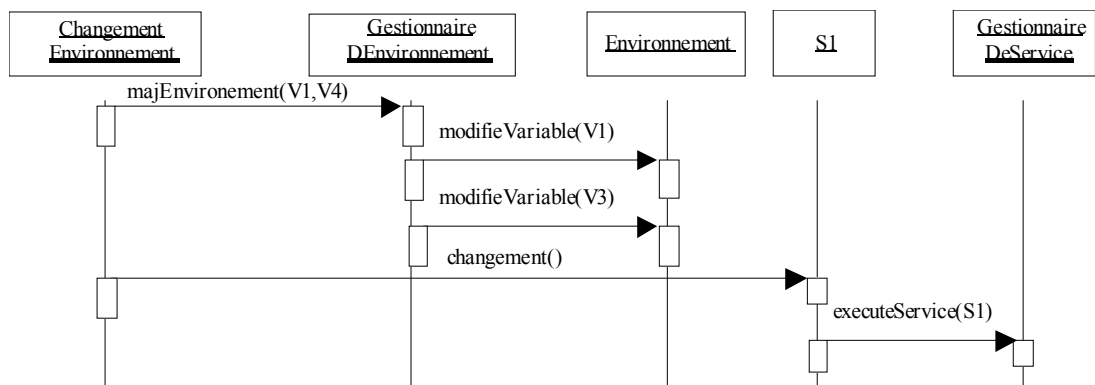 Changement
Environnement
Gestionnaire
DEnvironnement
Environnement
S1
Gestionnaire
DeService
majEnvironement(V1,V4)
modifieVariable(V1)
modifieVariable(V3)
changement()
executeService(S1)